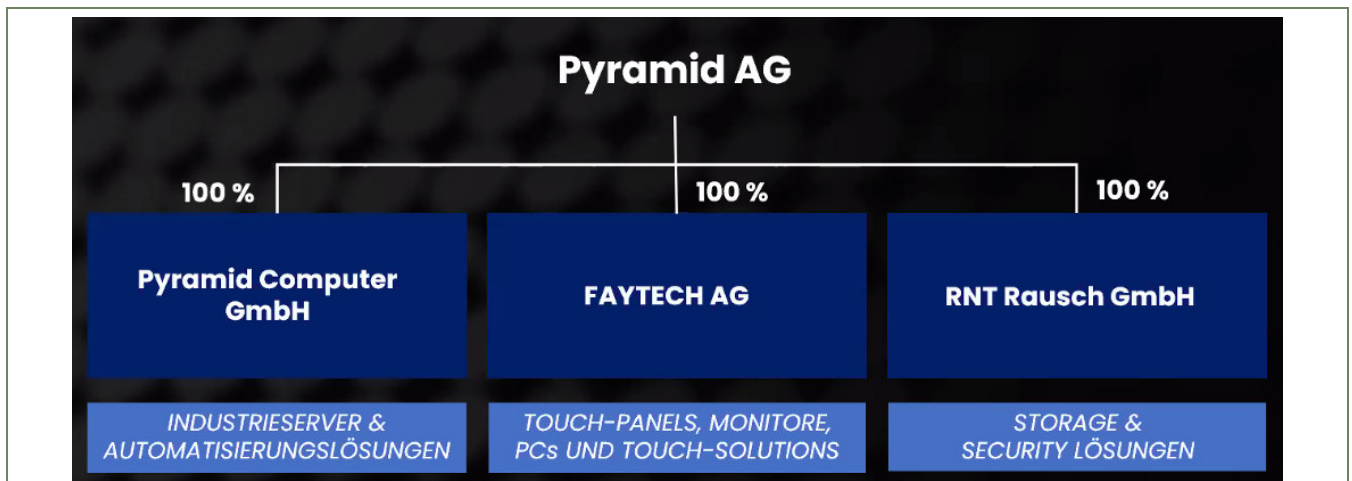 Pyramid AG
100 %
100 %
100 %
Pyramid Computer
GmbH
FAYTECH AG
RNT Rausch GmbH
INDUSTRIESERVER &
AUTOMATISIERUNGSLÖSUNGEN
TOUCH-PANELS, MONITORE,
PCs UND TOUCH-SOLUTIONS
STORAGE &
SECURITY LÖSUNGEN